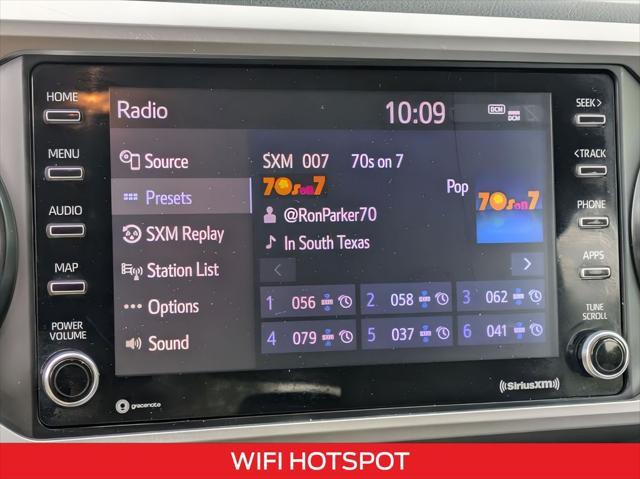 HOME
MENU
AUDIO
MAP
POWER
VOLUME
gracenote
Radio
10:09
DCM
DCM
Source
Presets
SXM Replay
Station List
Options
Sound
SXM 007 70s on 7
70s on 7
Pop
70s on 7
@RonParker70
In South Texas
<
>
1 056
2 058
3 062
4 079
5 037
6 041
SEEK>
<TRACK
PHONE
APPS
TUNE
SCROLL
((SiriusXM))
WIFI HOTSPOT